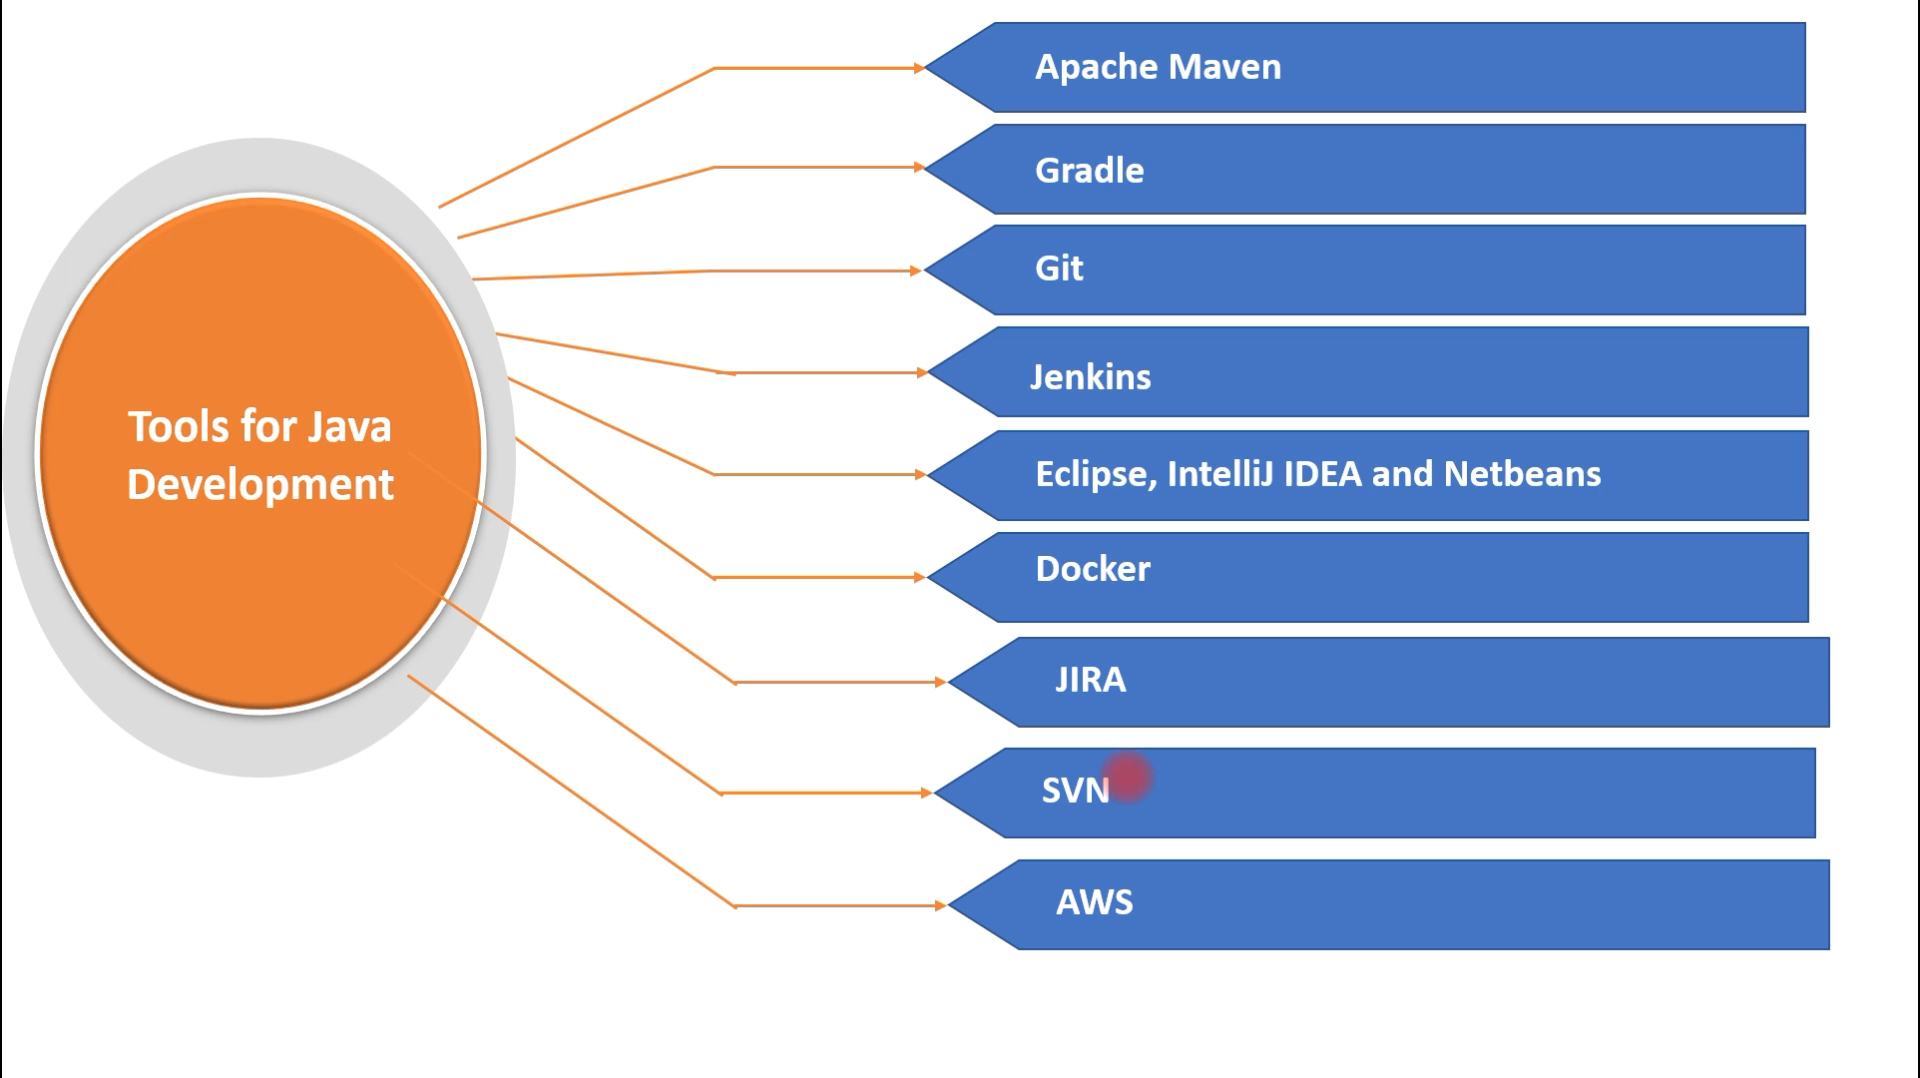 Tools for Java
Development
Apache Maven
Gradle
Git
Jenkins
Eclipse, IntelliJ IDEA and Netbeans
Docker
JIRA
SVN
AWS